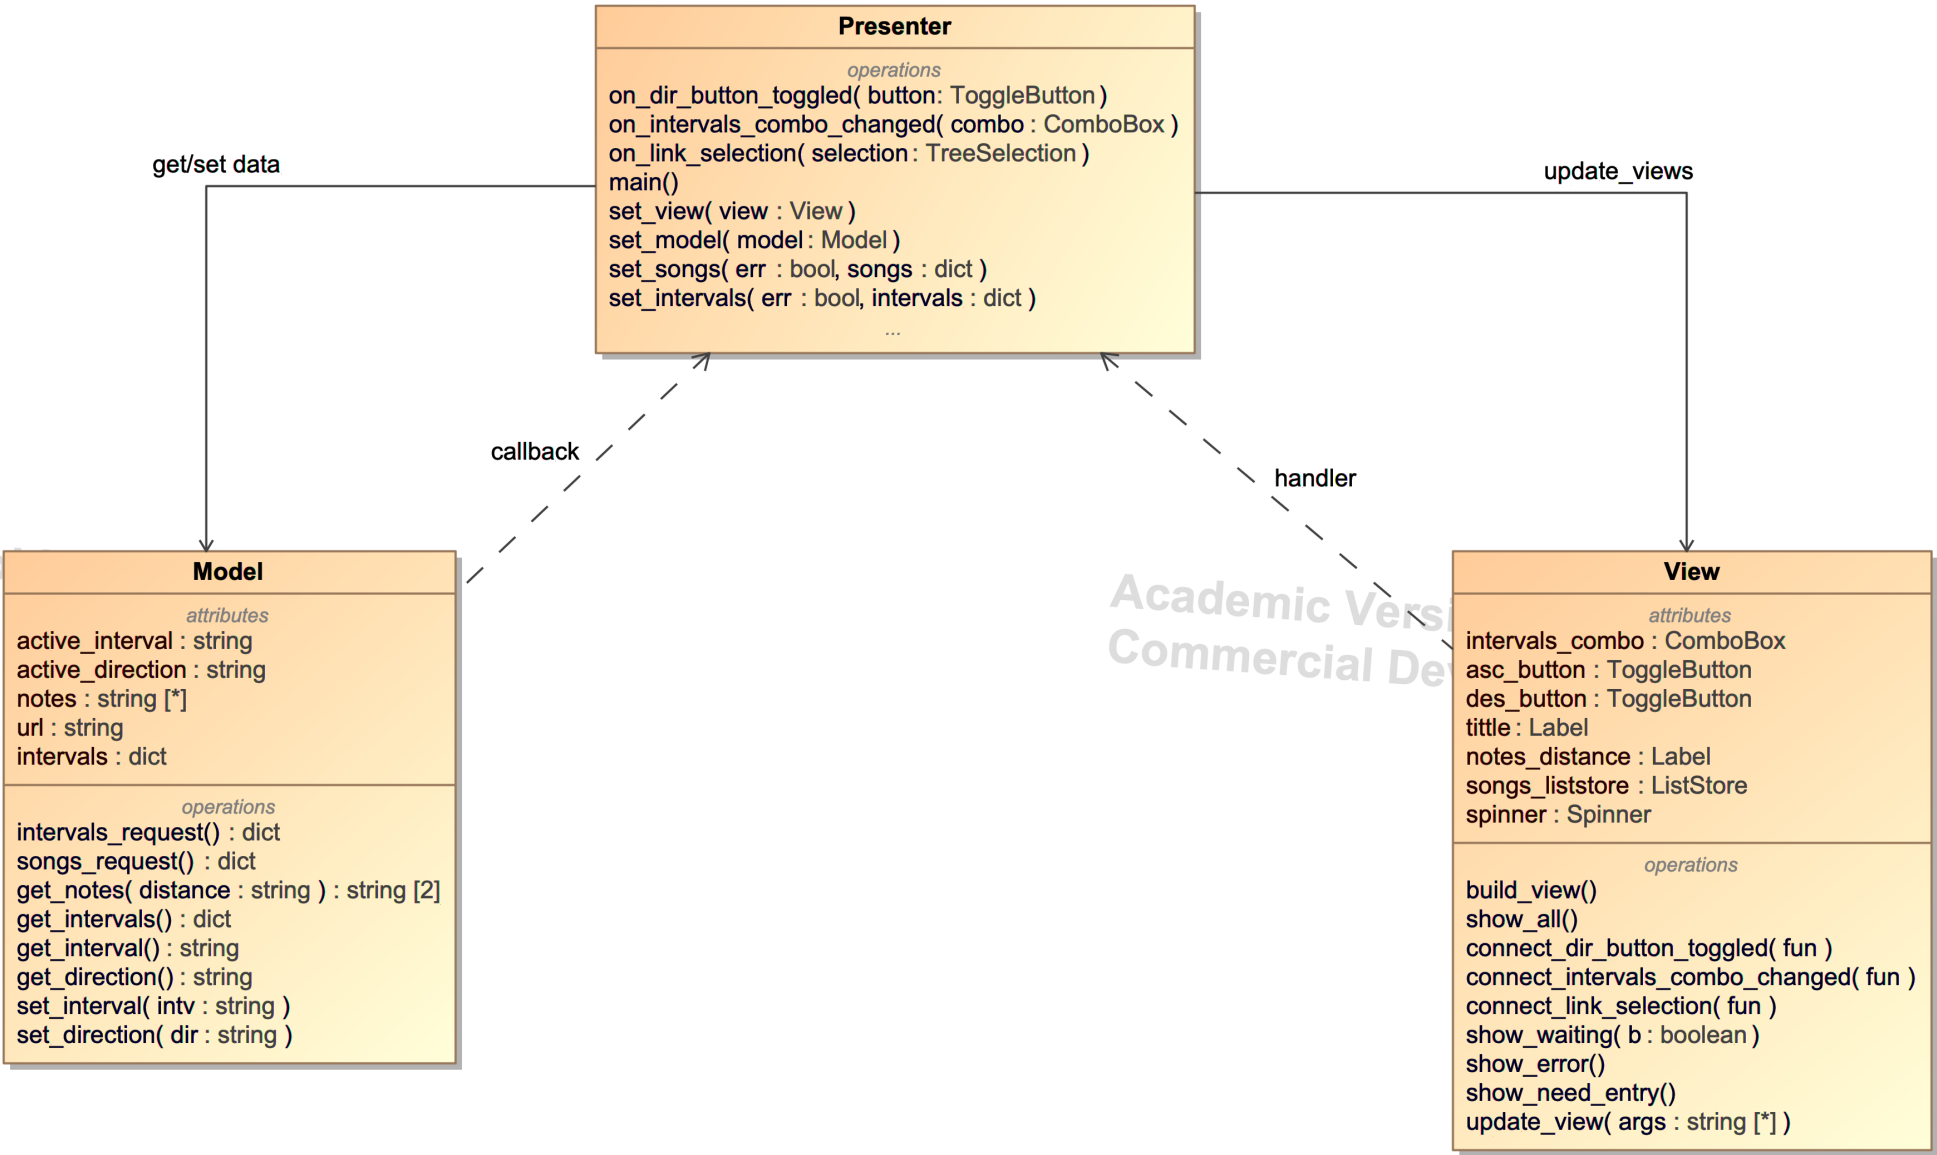 Presenter
operations
on_dir_button_toggled( button: ToggleButton )
on_intervals_combo_changed( combo : ComboBox )
on_link_selection( selection : TreeSelection )
main()
set_view( view : View )
set_model( model : Model )
set_songs( err : bool, songs : dict )
set_intervals( err : bool, intervals : dict )
...
get/set data
update_views
callback
handler
Model
attributes
active_interval : string
active_direction : string
notes : string [*]
url : string
intervals : dict
operations
intervals_request() : dict
songs_request() : dict
get_notes( distance : string ) : string [2]
get_intervals() : dict
get_interval() : string
get_direction() : string
set_interval( intv : string )
set_direction( dir : string )
Academic Versi
Commercial Dev
View
attributes
intervals_combo : ComboBox
asc_button : ToggleButton
des_button : ToggleButton
tittle : Label
notes_distance : Label
songs_liststore : ListStore
spinner : Spinner
operations
build_view()
show_all()
connect_dir_button_toggled( fun )
connect_intervals_combo_changed( fun )
connect_link_selection( fun )
show_waiting( b : boolean )
show_error()
show_need_entry()
update_view( args : string [*] )